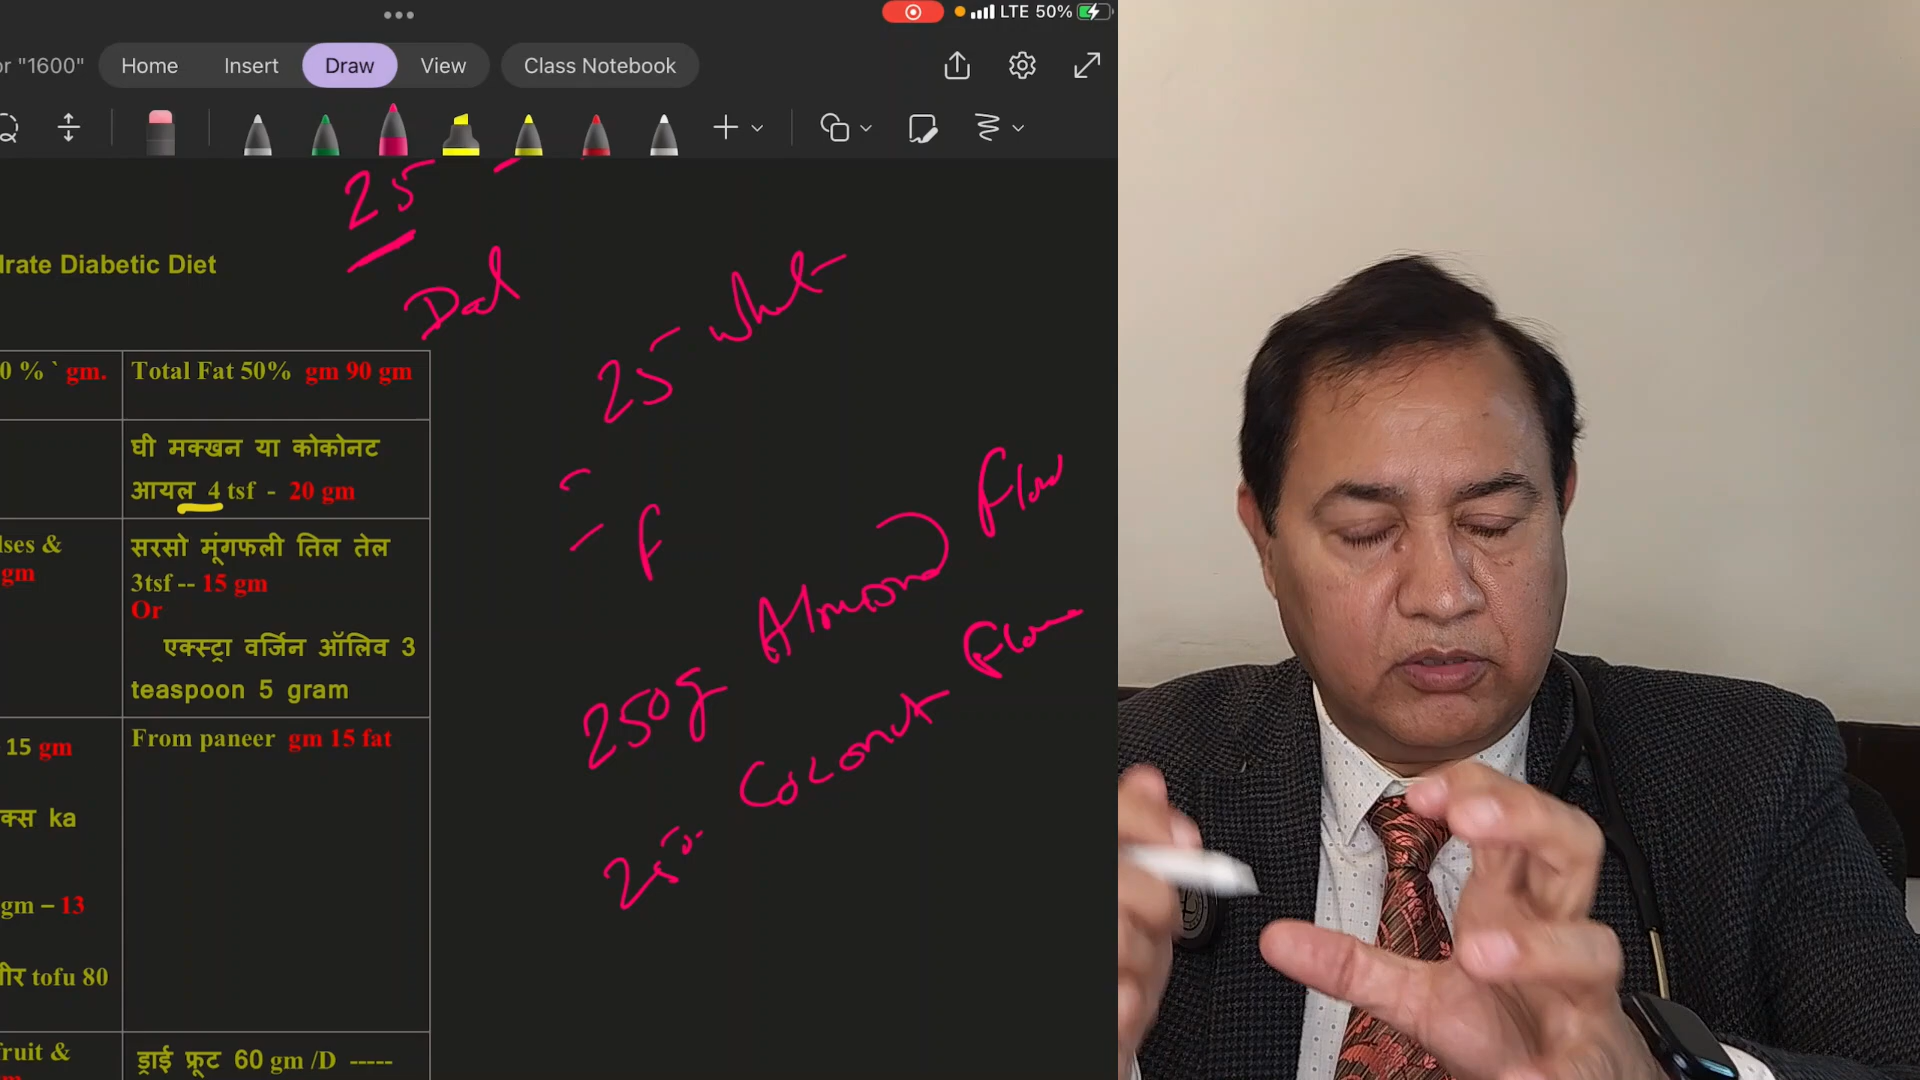 or "1600" Home Insert Draw View Class Notebook
LTE 50%
25
Dal
drate Diabetic Diet
25
0 % ` gm.
Total Fat 50% gm 90 gm
घी मक्खन या कोकोनट
आयल 4 tsf - 20 gm
lses &
gm
सरसो मूंगफली तिल तेल
3tsf -- 15 gm
Or
एक्स्ट्रा वर्जिन ऑलिव 3
teaspoon 5 gram
15 gm
From paneer gm 15 fat
क्स ka
gm – 13
ीर tofu 80
fruit &
ड्राई फ्रूट 60 gm /D -----
F
250g Almond Flour
250 Coconut Flour